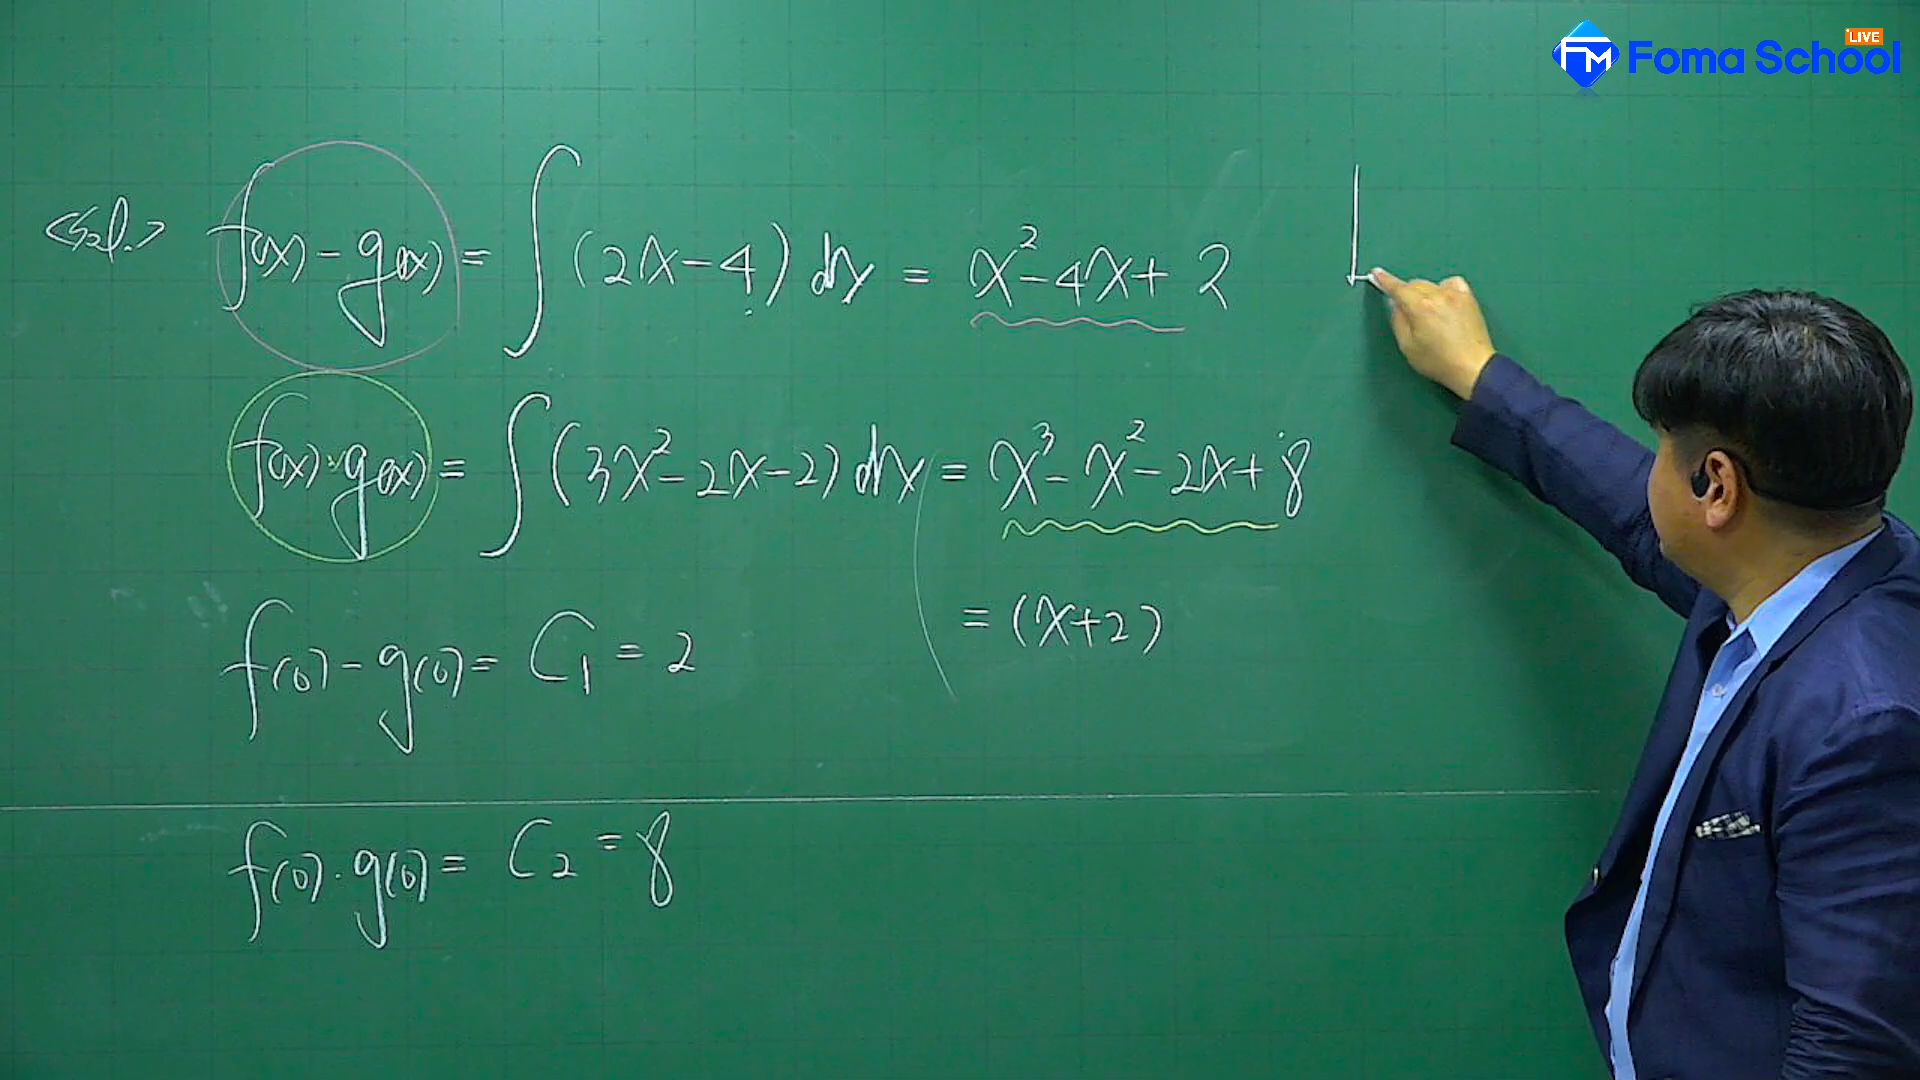 LIVE
FM Foma School
<Sol.> f(x) - g(x) = ∫ (2x-4) dx = x² - 4x + 2
f(x)·g(x) = ∫ (3x² - 2x - 2) dx = x³ - x² - 2x + 8
= (x+2)
f(0) - g(0) = C₁ = 2
f(0)·g(0) = C₂ = 8